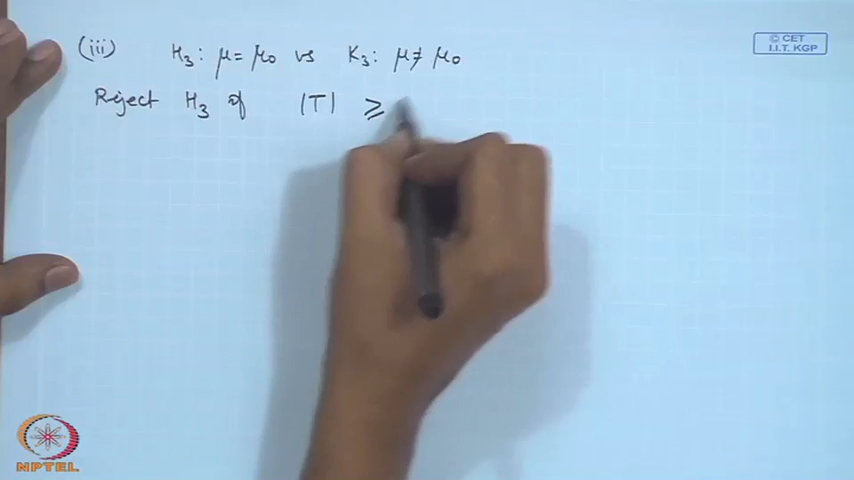 (iii) H₃: μ = μ₀ vs K₃: μ ≠ μ₀
© CET
I.I.T. KGP
Reject H₃ if |T| ≥
NPTEL